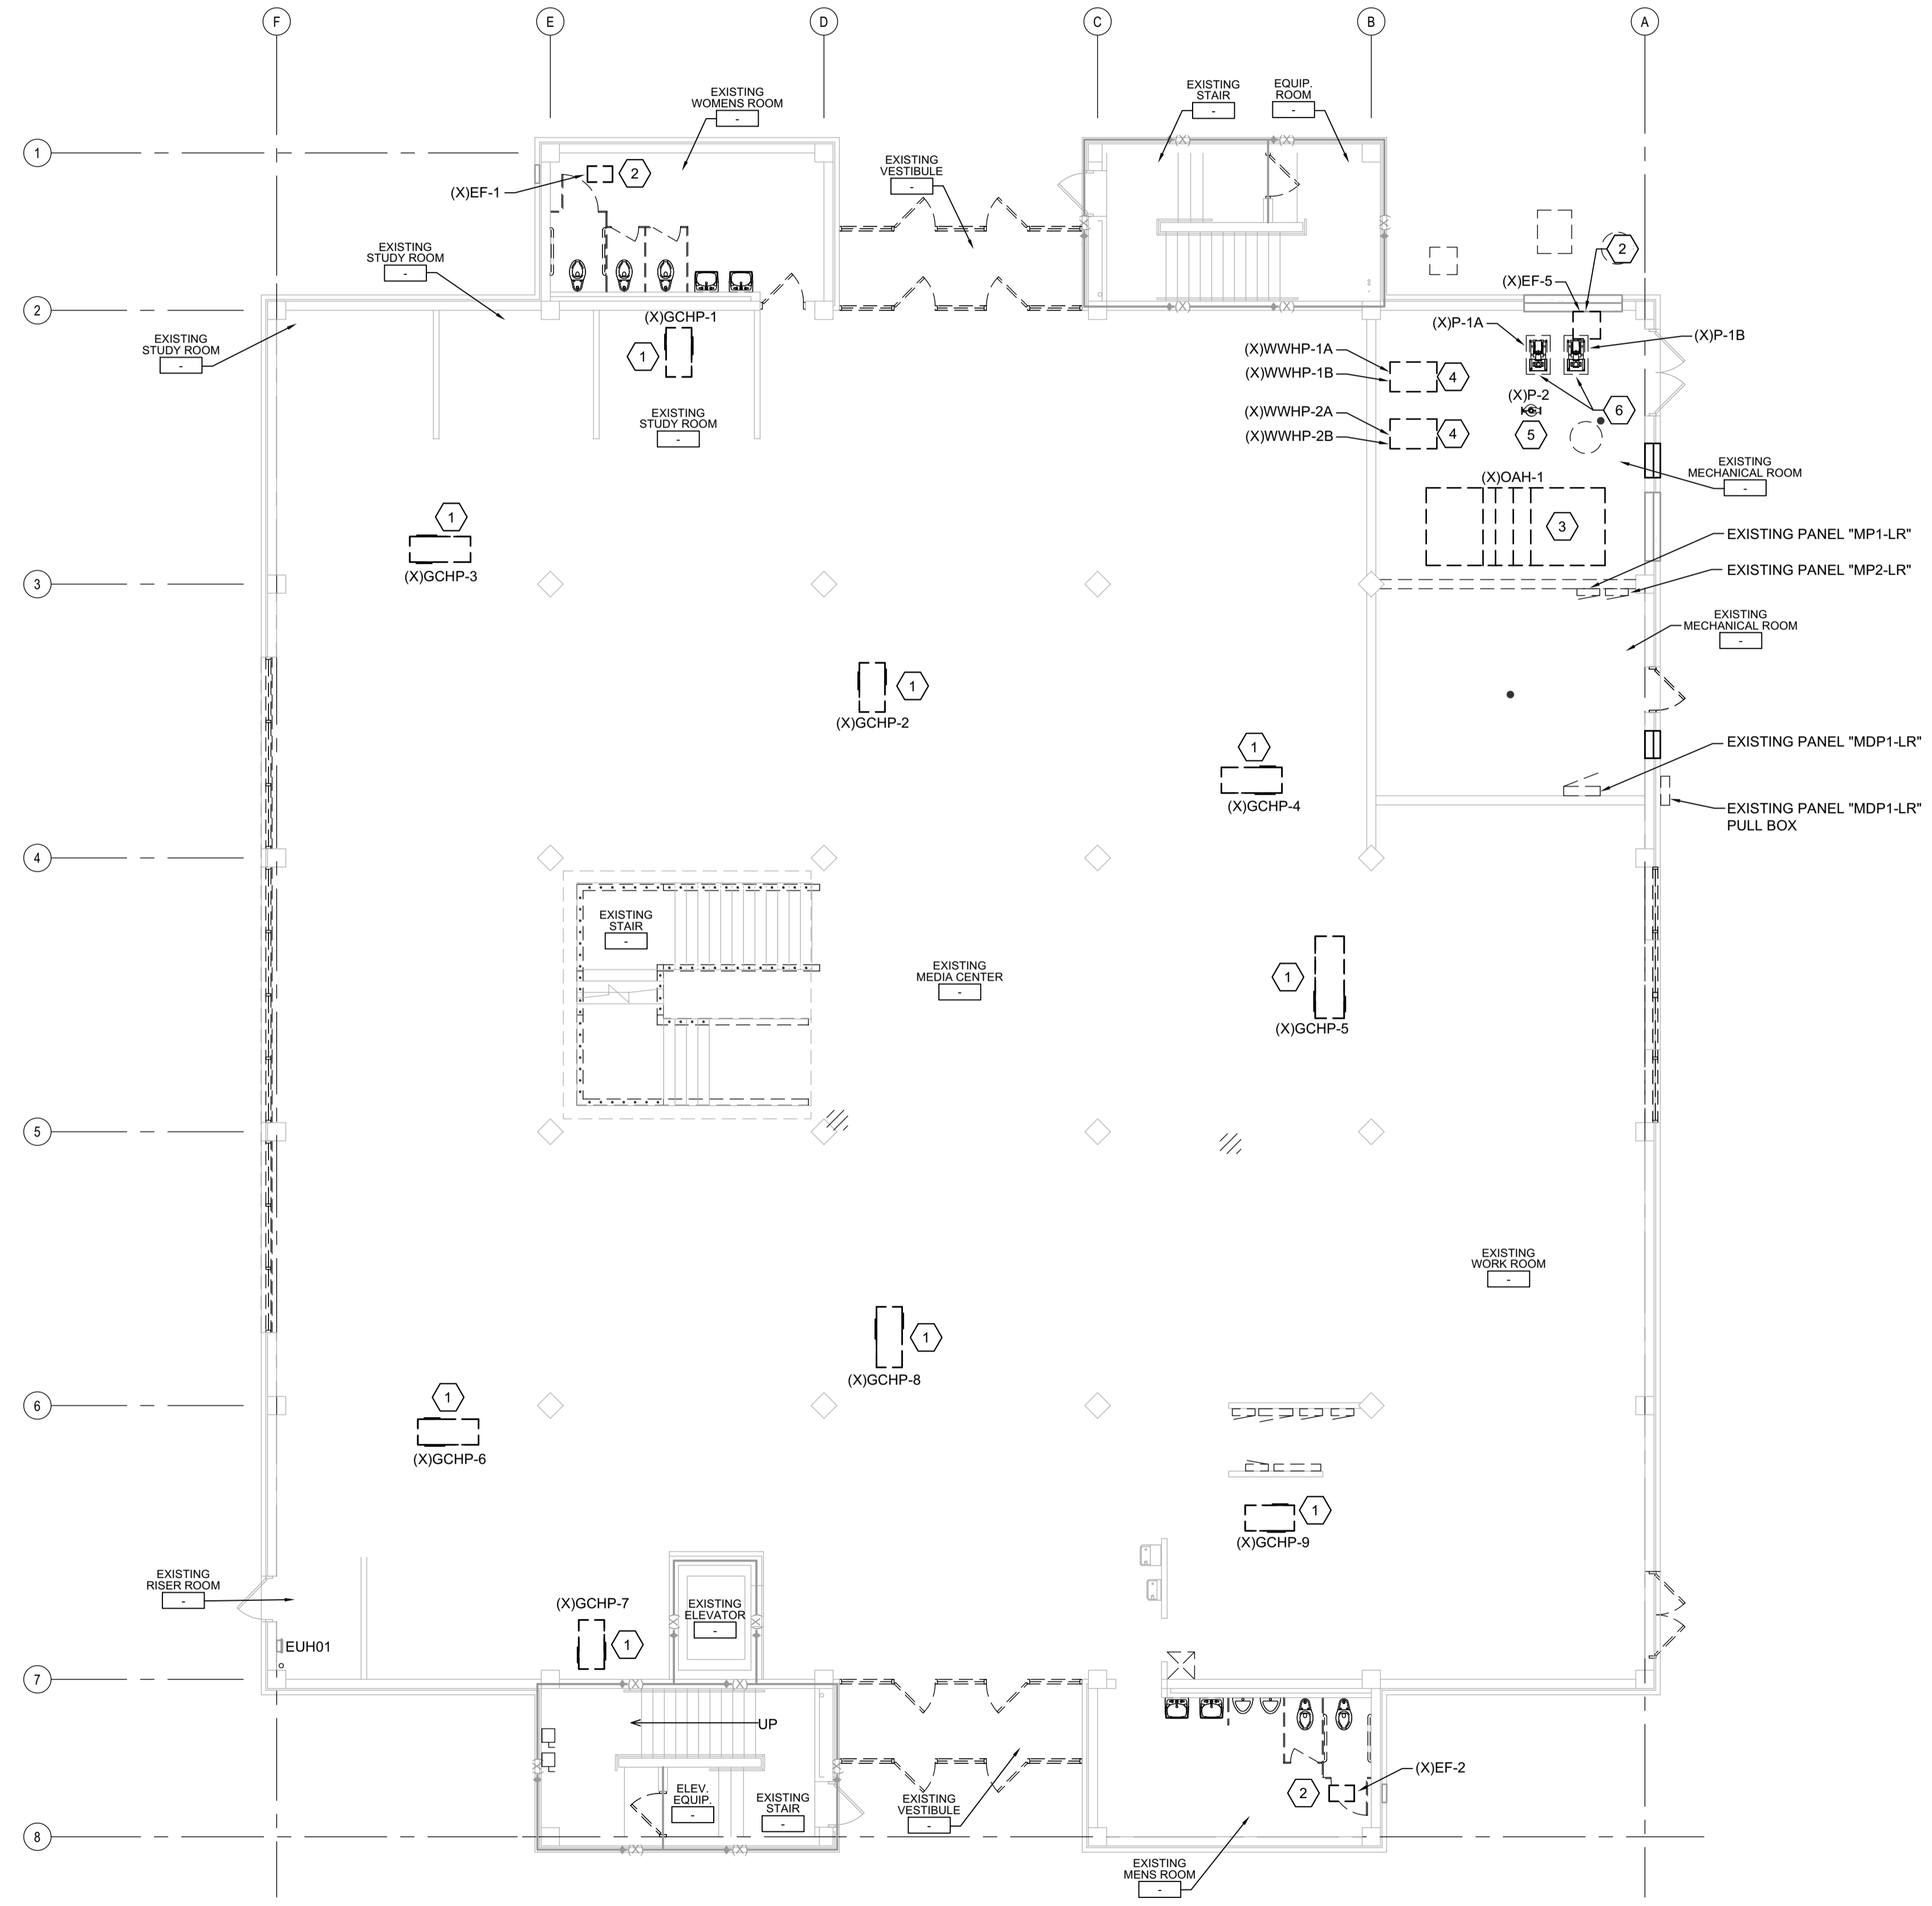 F
E
D
C
B
A
EXISTING
WOMENS ROOM
-
EXISTING
STAIR
-
EQUIP.
ROOM
-
1
(X)EF-1
2
EXISTING
VESTIBULE
-
(X)
(X)
(X)
(X)
EXISTING
STUDY ROOM
-
2
(X)EF-5
2
EXISTING
STUDY ROOM
-
(X)
(X)
(X)GCHP-1
1
(X)P-1A
(X)P-1B
(X)WWHP-1A
(X)WWHP-1B
4
(X)P-2
6
EXISTING
STUDY ROOM
-
(X)WWHP-2A
(X)WWHP-2B
4
5
EXISTING
MECHANICAL ROOM
-
(X)OAH-1
3
1
(X)GCHP-3
EXISTING PANEL "MP1-LR"
EXISTING PANEL "MP2-LR"
3
EXISTING
MECHANICAL ROOM
-
1
(X)GCHP-2
1
(X)GCHP-4
EXISTING PANEL "MDP1-LR"
EXISTING PANEL "MDP1-LR"
PULL BOX
4
EXISTING
STAIR
-
EXISTING
MEDIA CENTER
-
1
(X)GCHP-5
5
EXISTING
WORK ROOM
-
1
(X)GCHP-8
6
1
(X)GCHP-6
1
(X)GCHP-9
EXISTING
RISER ROOM
-
(X)GCHP-7
1
EXISTING
ELEVATOR
-
(X)
(X)
EUH01
7
(X)
(X)
UP
(X)
(X)
ELEV.
EQUIP.
-
EXISTING
STAIR
-
EXISTING
VESTIBULE
-
2
(X)EF-2
8
(X)
(X)
EXISTING
MENS ROOM
-